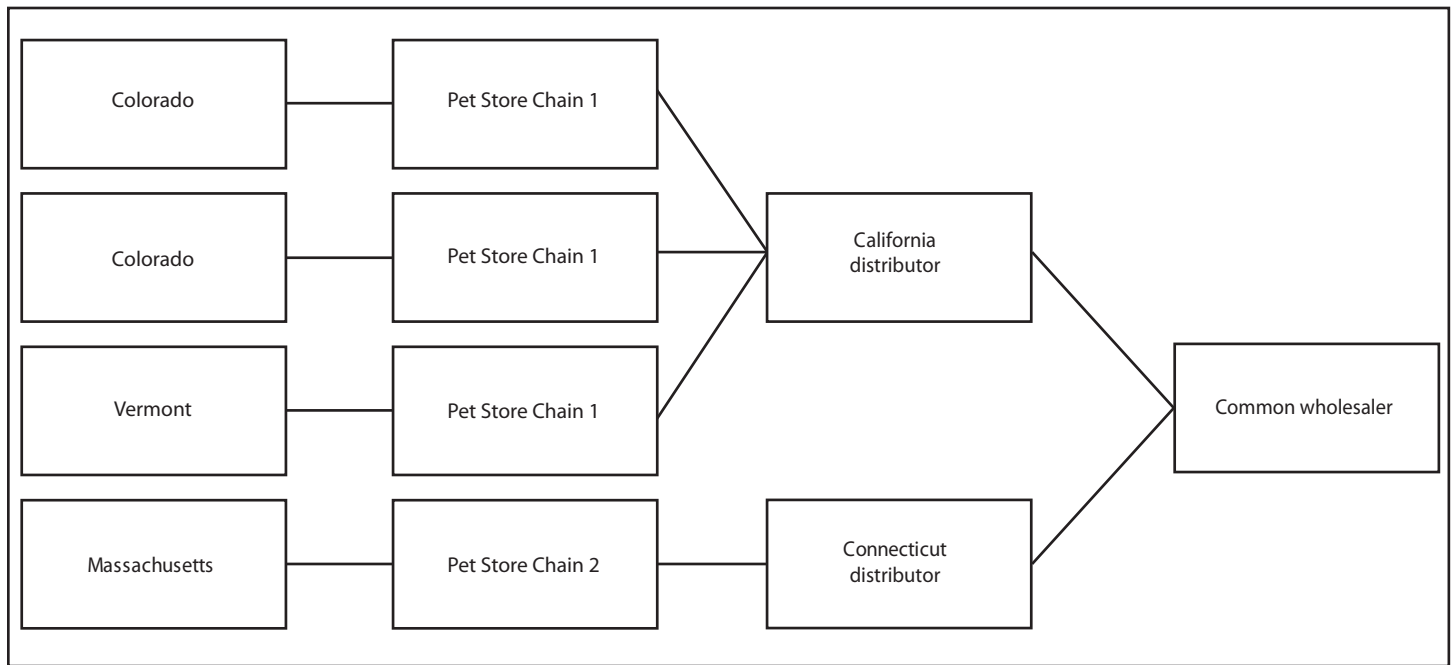 Colorado
Pet Store Chain 1
Colorado
Pet Store Chain 1
California
distributor
Vermont
Pet Store Chain 1
Common wholesaler
Massachusetts
Pet Store Chain 2
Connecticut
distributor